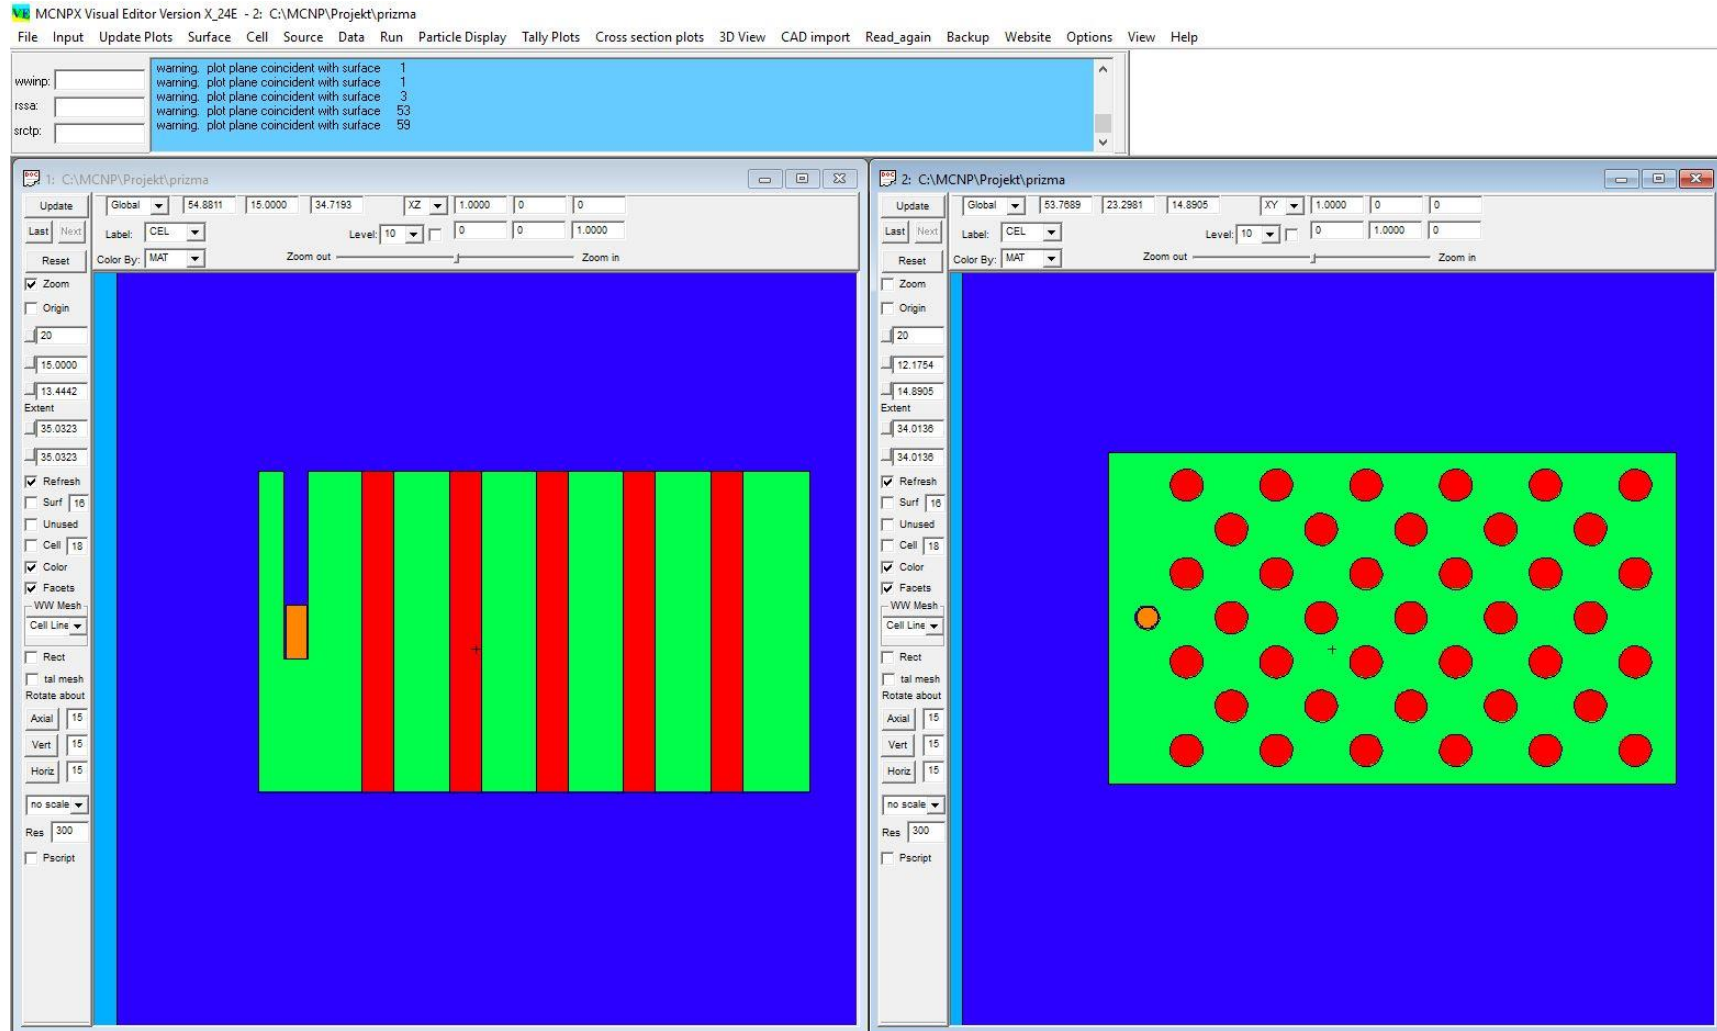 VE MCNPX Visual Editor Version X_24E - 2: C:\MCNP\Projekt\prizma
File Input Update Plots Surface Cell Source Data Run Particle Display Tally Plots Cross section plots 3D View CAD import Read_again Backup Website Options View Help
wwinp:
rssa:
srctp:
warning. plot plane coincident with surface 1
warning. plot plane coincident with surface 1
warning. plot plane coincident with surface 3
warning. plot plane coincident with surface 53
warning. plot plane coincident with surface 59
1: C:\MCNP\Projekt\prizma
Update Global 54.8811 15.0000 34.7193 XZ 1.0000 0 0
Last Next Label: CEL Level: 10 0 0 1.0000
Reset Color By: MAT Zoom out Zoom in
Zoom
Origin
20
15.0000
13.4442
Extent
35.0323
35.0323
Refresh
Surf 16
Unused
Cell 18
Color
Facets
WW Mesh
Cell Line
Rect
tal mesh
Rotate about
Axial 15
Vert 15
Horiz 15
no scale
Res 300
Pscript
2: C:\MCNP\Projekt\prizma
Update Global 53.7689 23.2981 14.8905 XY 1.0000 0 0
Last Next Label: CEL Level: 10 0 1.0000 0
Reset Color By: MAT Zoom out Zoom in
Zoom
Origin
20
12.1754
14.8905
Extent
34.0136
34.0136
Refresh
Surf 16
Unused
Cell 18
Color
Facets
WW Mesh
Cell Line
Rect
tal mesh
Rotate about
Axial 15
Vert 15
Horiz 15
no scale
Res 300
Pscript